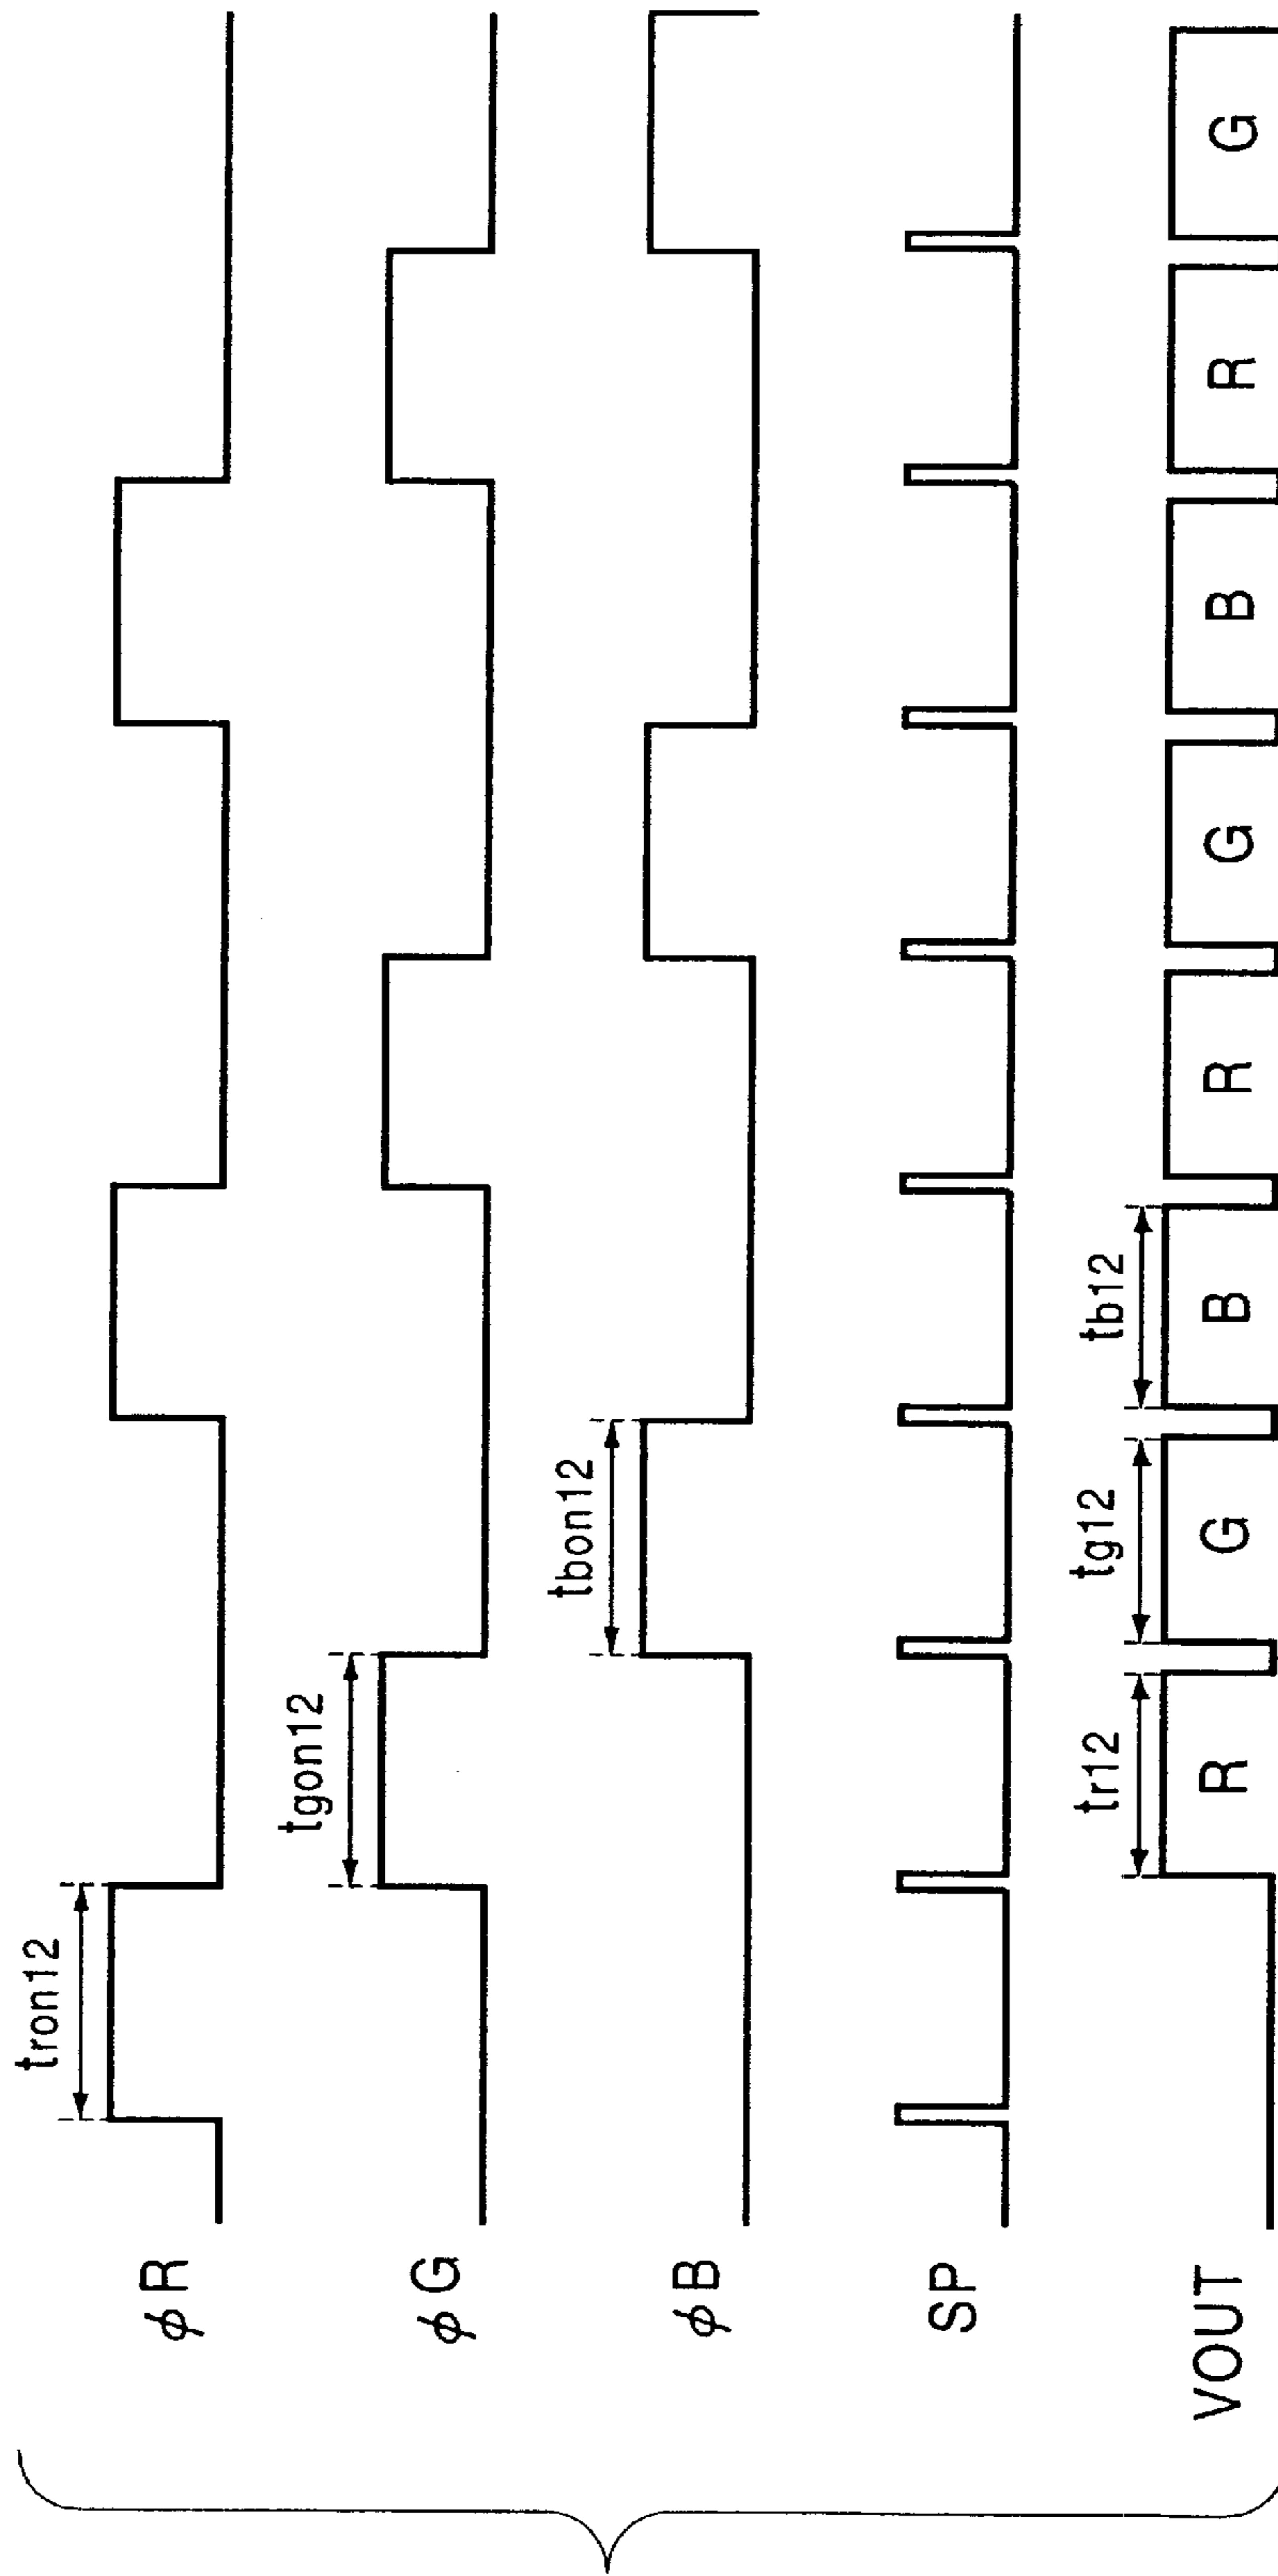 φR
tron12
φG
tgon12
φB
tbon12
SP
VOUT
tr12
tg12
tb12
R
G
B
R
G
B
R
G